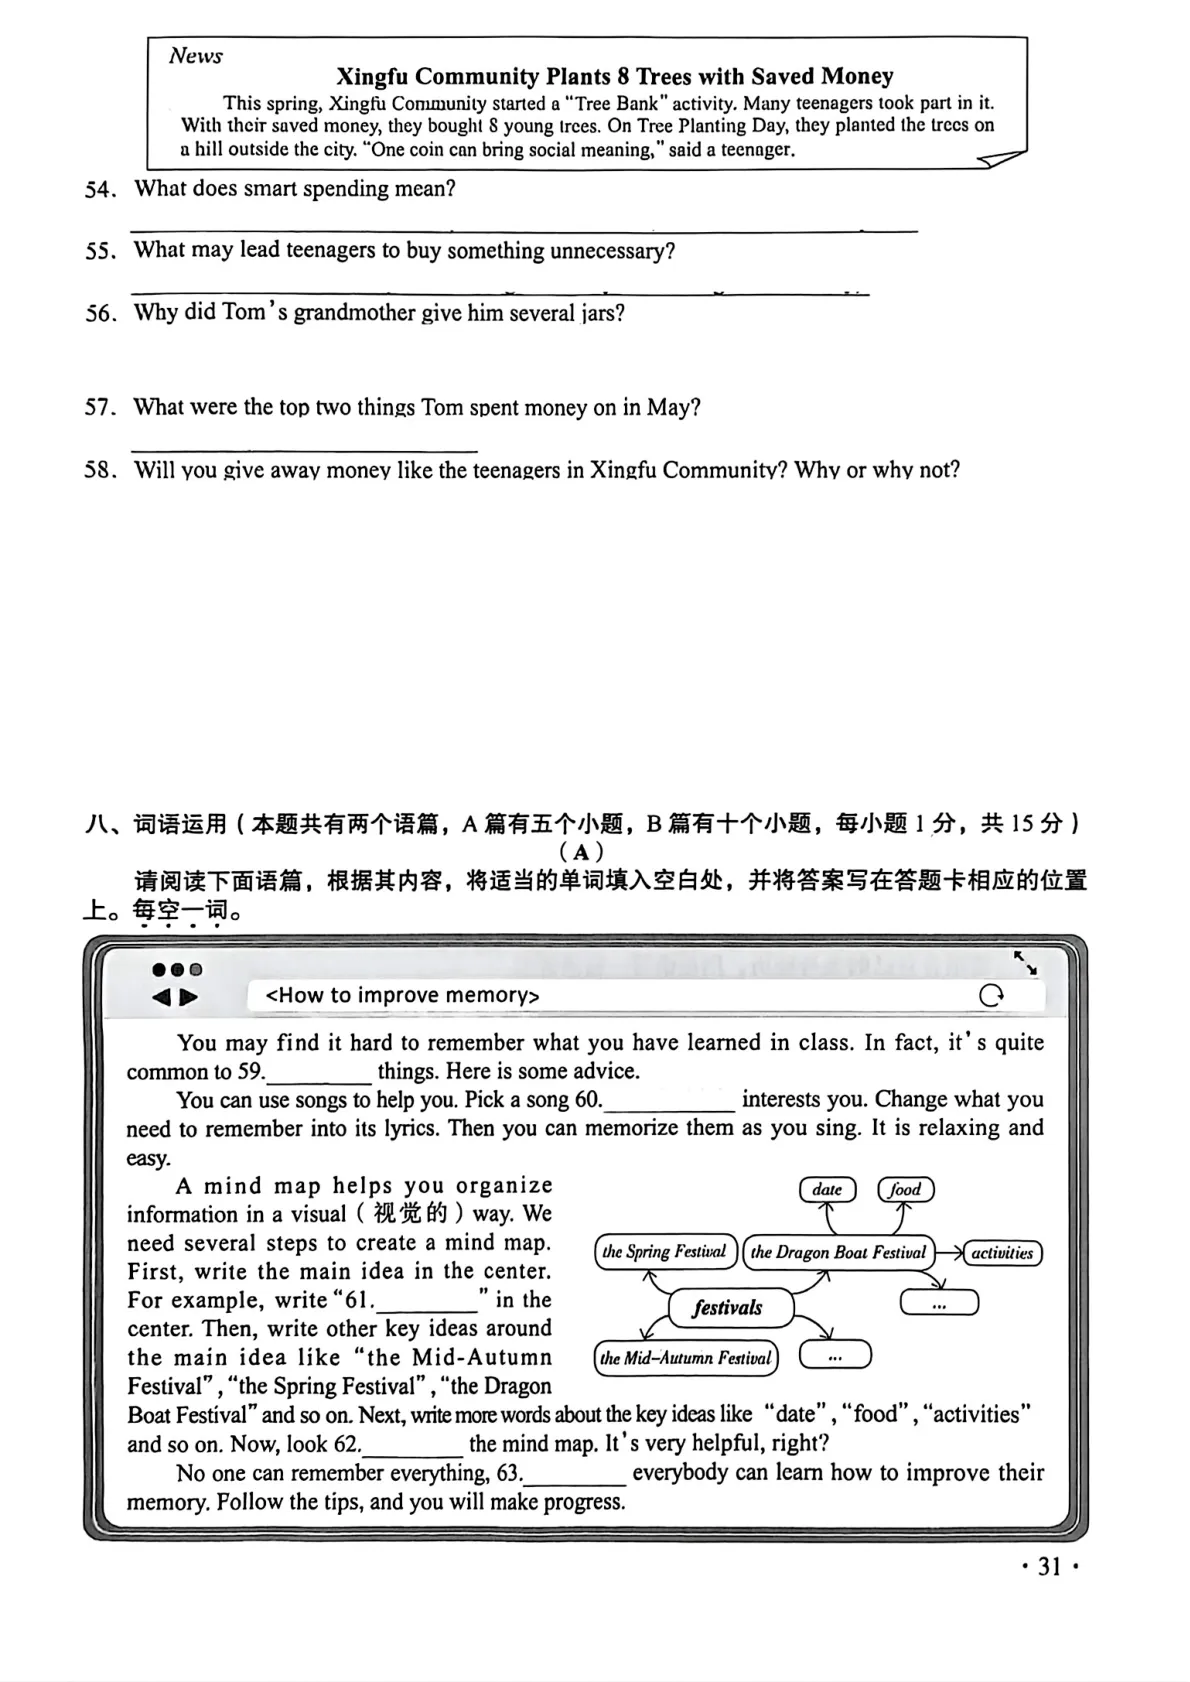 News
Xingfu Community Plants 8 Trees with Saved Money
This spring, Xingfu Community started a “Tree Bank” activity. Many teenagers took part in it.
With their saved money, they bought 8 young trees. On Tree Planting Day, they planted the trees on
a hill outside the city. “One coin can bring social meaning,” said a teenager.
54. What does smart spending mean?
55. What may lead teenagers to buy something unnecessary?
56. Why did Tom's grandmother give him several jars?
57. What were the top two things Tom spent money on in May?
58. Will you give away money like the teenagers in Xingfu Community? Why or why not?
八、词语运用(本题共有两个语篇，A 篇有五个小题，B 篇有十个小题，每小题 1 分，共 15 分)
(A)
请阅读下面语篇，根据其内容，将适当的单词填入空白处，并将答案写在答题卡相应的位置
上。每空一词。
<How to improve memory>
You may find it hard to remember what you have learned in class. In fact, it's quite
common to 59.________ things. Here is some advice.
You can use songs to help you. Pick a song 60.________ interests you. Change what you
need to remember into its lyrics. Then you can memorize them as you sing. It is relaxing and
easy.
A mind map helps you organize
information in a visual (视觉的) way. We
need several steps to create a mind map.
First, write the main idea in the center.
For example, write “61.________” in the
center. Then, write other key ideas around
the main idea like “the Mid-Autumn
Festival”, “the Spring Festival”, “the Dragon
Boat Festival” and so on. Next, write more words about the key ideas like “date”, “food”, “activities”
and so on. Now, look 62.________ the mind map. It's very helpful, right?
date
food
the Spring Festival
the Dragon Boat Festival
activities
festivals
...
the Mid-Autumn Festival
...
No one can remember everything, 63.________ everybody can learn how to improve their
memory. Follow the tips, and you will make progress.
·31·